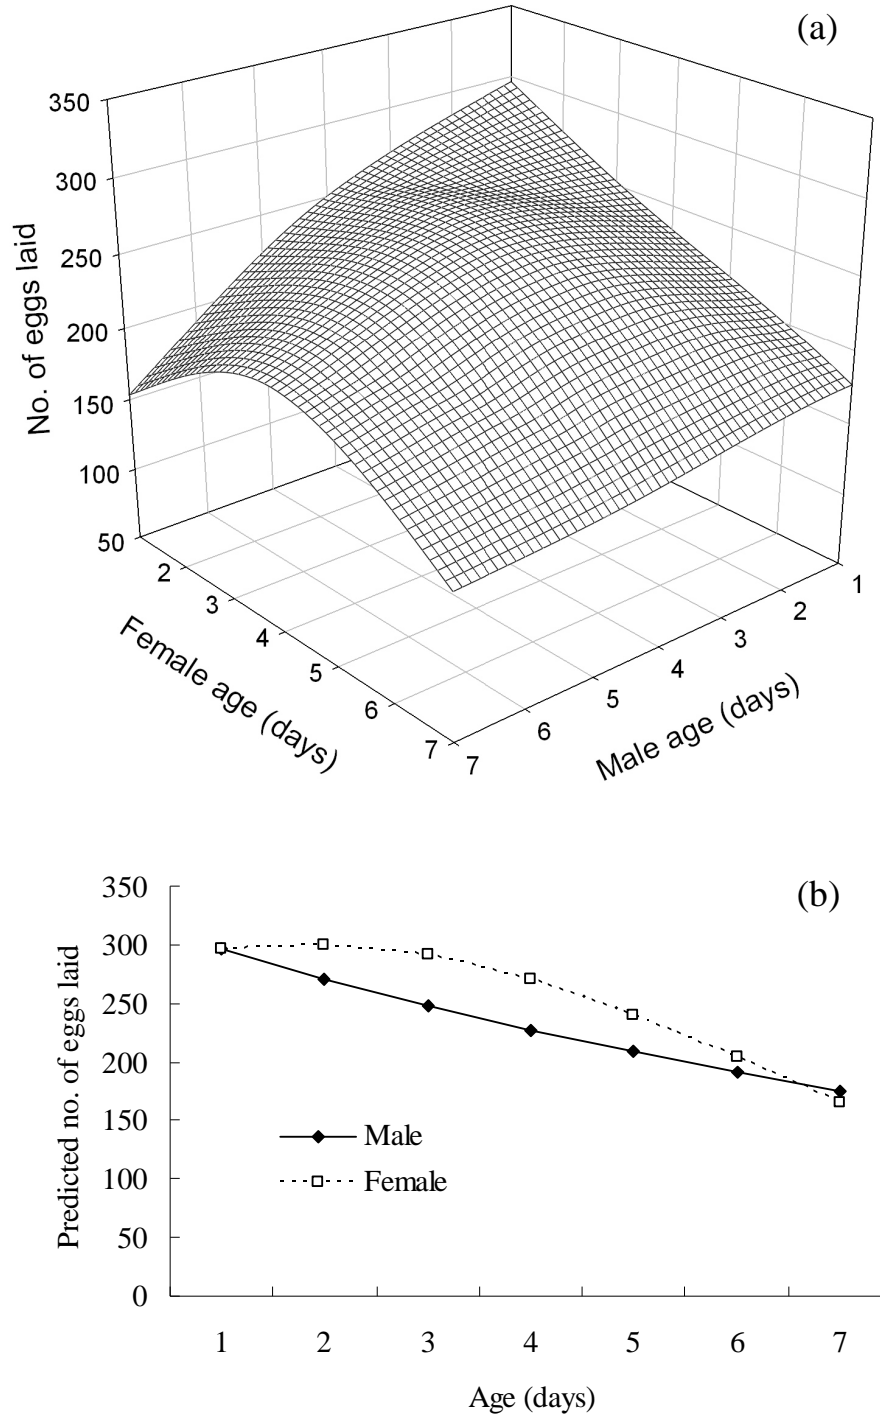 (a)
350
300
250
200
150
100
50
No. of eggs laid
2
3
4
5
6
7
Female age (days)
7
6
5
4
3
2
1
Male age (days)
(b)
350
300
250
200
150
100
50
0
Predicted no. of eggs laid
Male
Female
1 2 3 4 5 6 7
Age (days)